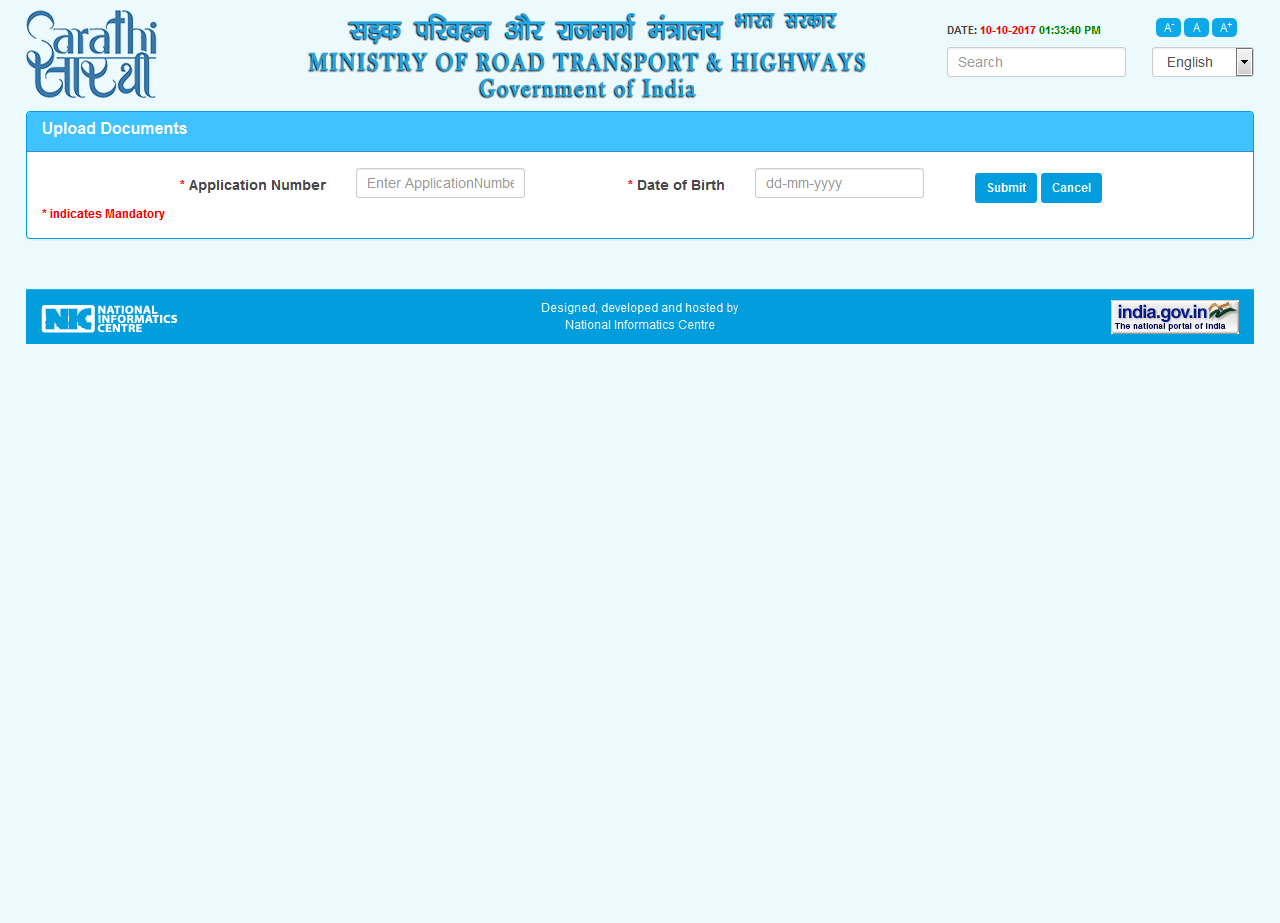 Sarathi
सारथी
सड़क परिवहन और राजमार्ग मंत्रालय भारत सरकार
MINISTRY OF ROAD TRANSPORT & HIGHWAYS
Government of India
DATE: 10-10-2017 01:33:40 PM
A- A A+
Search
English
Upload Documents
* Application Number Enter ApplicationNumbe * Date of Birth dd-mm-yyyy Submit Cancel
* indicates Mandatory
NIC NATIONAL
INFORMATICS
CENTRE
Designed, developed and hosted by
National Informatics Centre
india.gov.in
The national portal of india